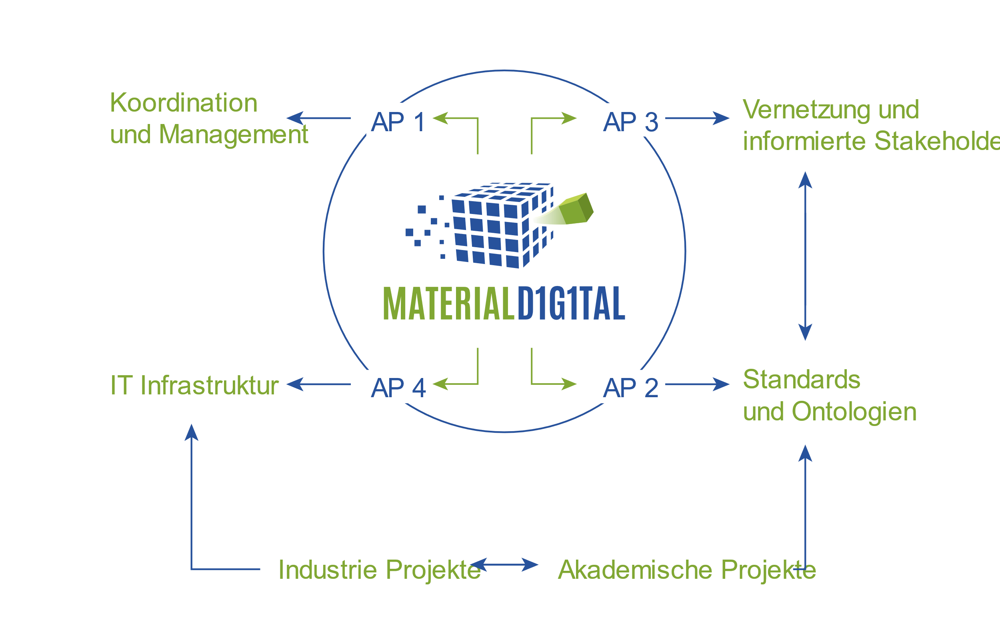 Koordination
und Management
AP 1
AP 3
Vernetzung und
informierte Stakeholde
MATERIALD1G1TAL
IT Infrastruktur
AP 4
AP 2
Standards
und Ontologien
Industrie Projekte
Akademische Projekte